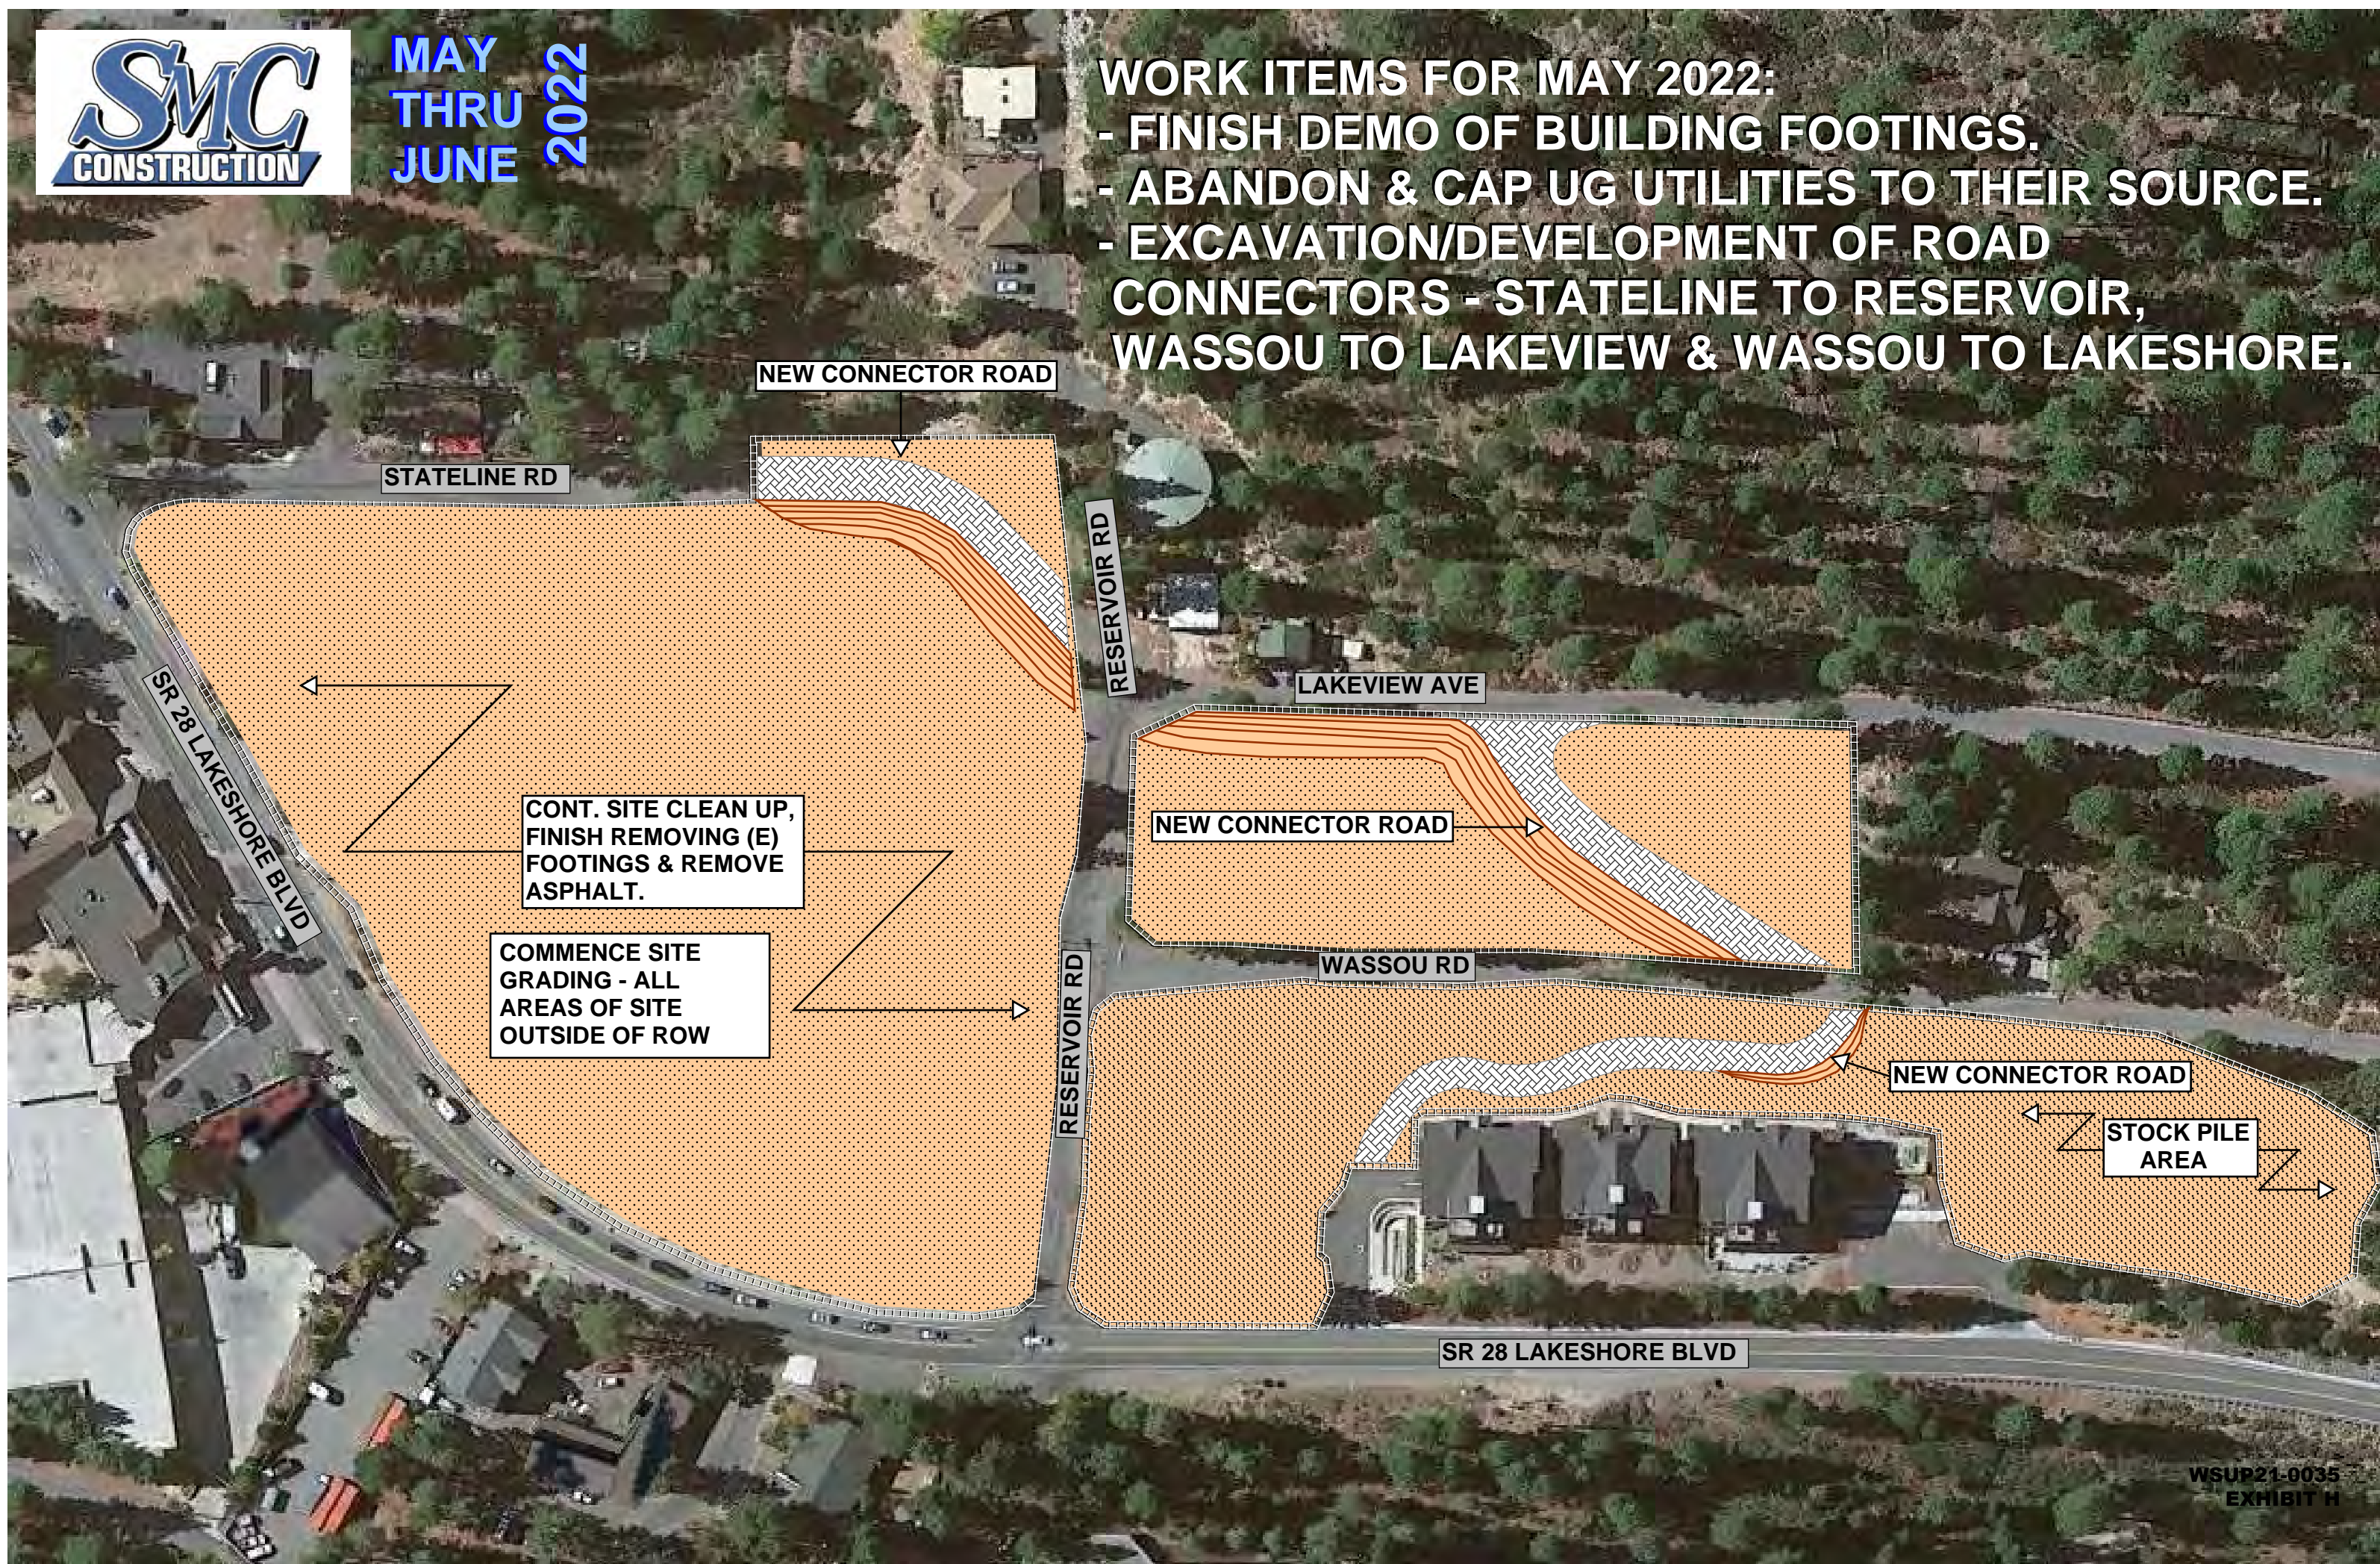 SMC
CONSTRUCTION
MAY
THRU
JUNE
2022
WORK ITEMS FOR MAY 2022:
- FINISH DEMO OF BUILDING FOOTINGS.
- ABANDON & CAP UG UTILITIES TO THEIR SOURCE.
- EXCAVATION/DEVELOPMENT OF ROAD
CONNECTORS - STATELINE TO RESERVOIR,
WASSOU TO LAKEVIEW & WASSOU TO LAKESHORE.
NEW CONNECTOR ROAD
STATELINE RD
RESERVOIR RD
LAKEVIEW AVE
SR 28 LAKESHORE BLVD
CONT. SITE CLEAN UP,
FINISH REMOVING (E)
FOOTINGS & REMOVE
ASPHALT.
NEW CONNECTOR ROAD
COMMENCE SITE
GRADING - ALL
AREAS OF SITE
OUTSIDE OF ROW
WASSOU RD
RESERVOIR RD
NEW CONNECTOR ROAD
STOCK PILE
AREA
SR 28 LAKESHORE BLVD
WSUP21-0035
EXHIBIT H